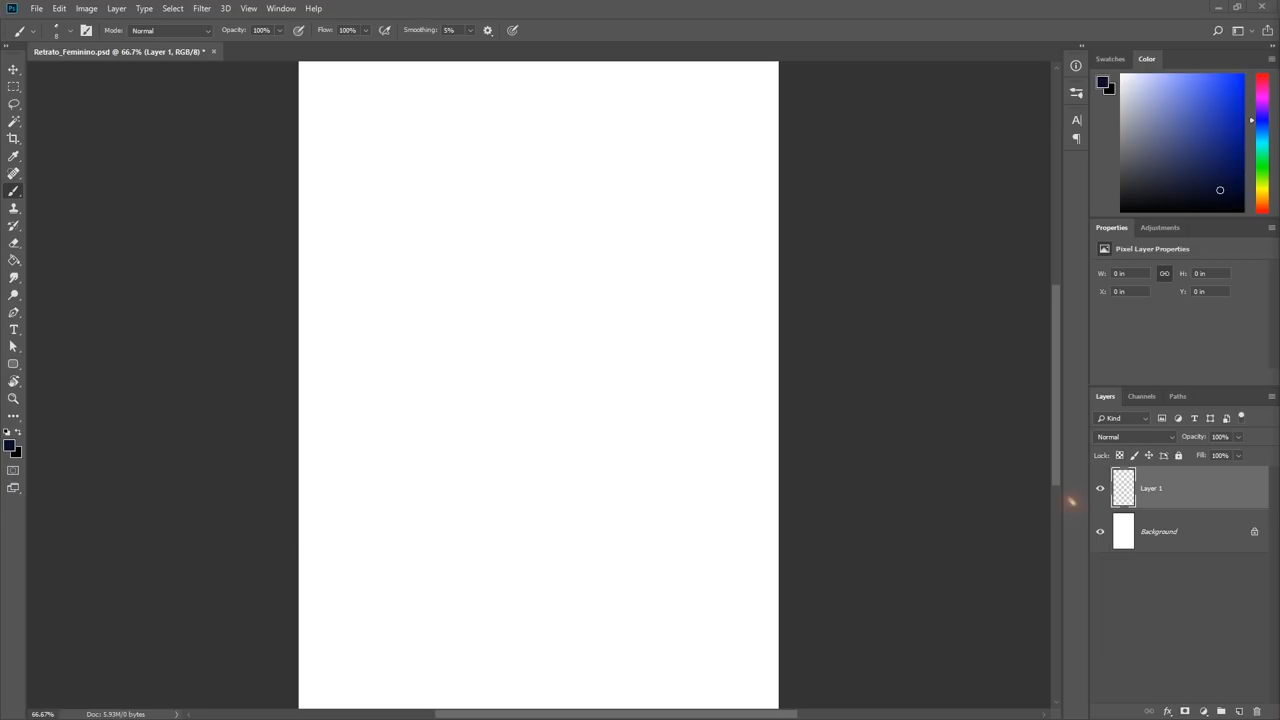 Ps File Edit Image Layer Type Select Filter 3D View Window Help
8 Mode: Normal Opacity: 100% Flow: 100% Smoothing: 5%
Retrato_Feminino.psd @ 66.7% (Layer 1, RGB/8) * ×
Swatches Color
Properties Adjustments
Pixel Layer Properties
W: 0 in H: 0 in
X: 0 in Y: 0 in
Layers Channels Paths
Kind
Normal Opacity: 100%
Lock: Fill: 100%
Layer 1
Background
66.67% Doc: 5.93M/0 bytes